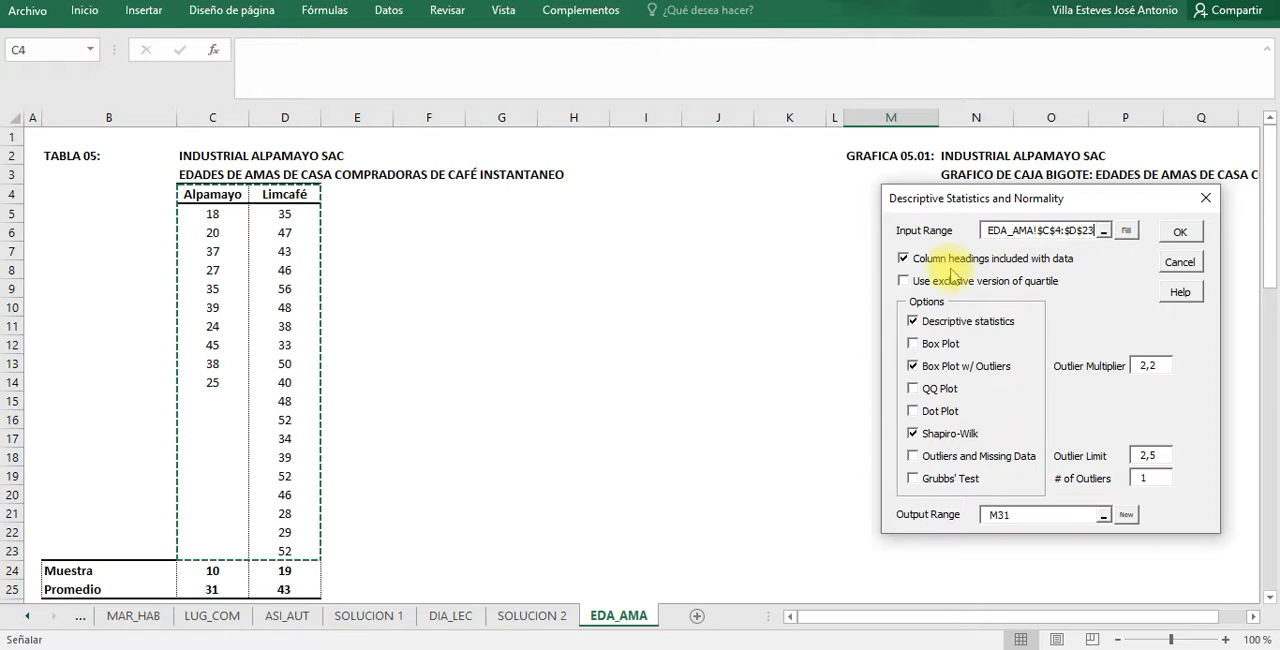 Archivo Inicio Insertar Diseño de página Fórmulas Datos Revisar Vista Complementos ¿Qué desea hacer? Villa Esteves José Antonio Compartir
C4 fx
A B C D E F G H I J K L M N O P Q
1
2 TABLA 05: INDUSTRIAL ALPAMAYO SAC GRAFICA 05.01: INDUSTRIAL ALPAMAYO SAC
3 EDADES DE AMAS DE CASA COMPRADORAS DE CAFÉ INSTANTANEO GRAFICO DE CAJA BIGOTE: EDADES DE AMAS DE CASA C
4 Alpamayo Limcafé
5 18 35
6 20 47
7 37 43
8 27 46
9 35 56
10 39 48
11 24 38
12 45 33
13 38 50
14 25 40
15 48
16 52
17 34
18 39
19 52
20 46
21 28
22 29
23 52
24 Muestra 10 19
25 Promedio 31 43
Descriptive Statistics and Normality
Input Range EDA_AMA!$C$4:$D$23 _ Fill OK
Column headings included with data Cancel
Use exclusive version of quartile Help
Options
Descriptive statistics
Box Plot
Box Plot w/ Outliers Outlier Multiplier 2,2
QQ Plot
Dot Plot
Shapiro-Wilk
Outliers and Missing Data Outlier Limit 2,5
Grubbs' Test # of Outliers 1
Output Range M31 _ New
... MAR_HAB LUG_COM ASI_AUT SOLUCION 1 DIA_LEC SOLUCION 2 EDA_AMA
Señalar 100 %